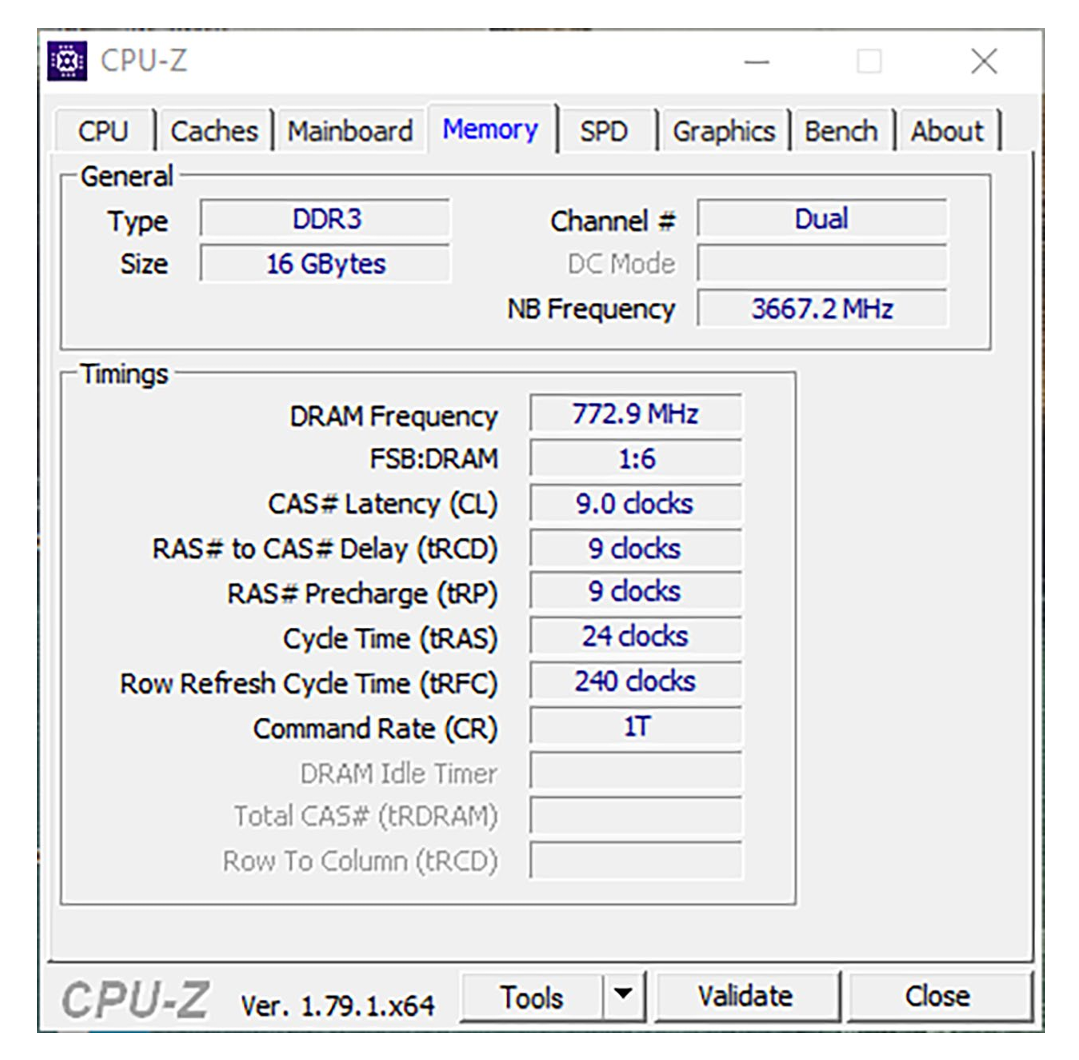 CPU-Z
CPU Caches Mainboard Memory SPD Graphics Bench About
General
Type DDR3 Channel # Dual
Size 16 GBytes DC Mode
NB Frequency 3667.2 MHz
Timings
DRAM Frequency 772.9 MHz
FSB:DRAM 1:6
CAS# Latency (CL) 9.0 clocks
RAS# to CAS# Delay (tRCD) 9 clocks
RAS# Precharge (tRP) 9 clocks
Cycle Time (tRAS) 24 clocks
Row Refresh Cycle Time (tRFC) 240 clocks
Command Rate (CR) 1T
DRAM Idle Timer
Total CAS# (tRDRAM)
Row To Column (tRCD)
CPU-Z Ver. 1.79.1.x64 Tools Validate Close